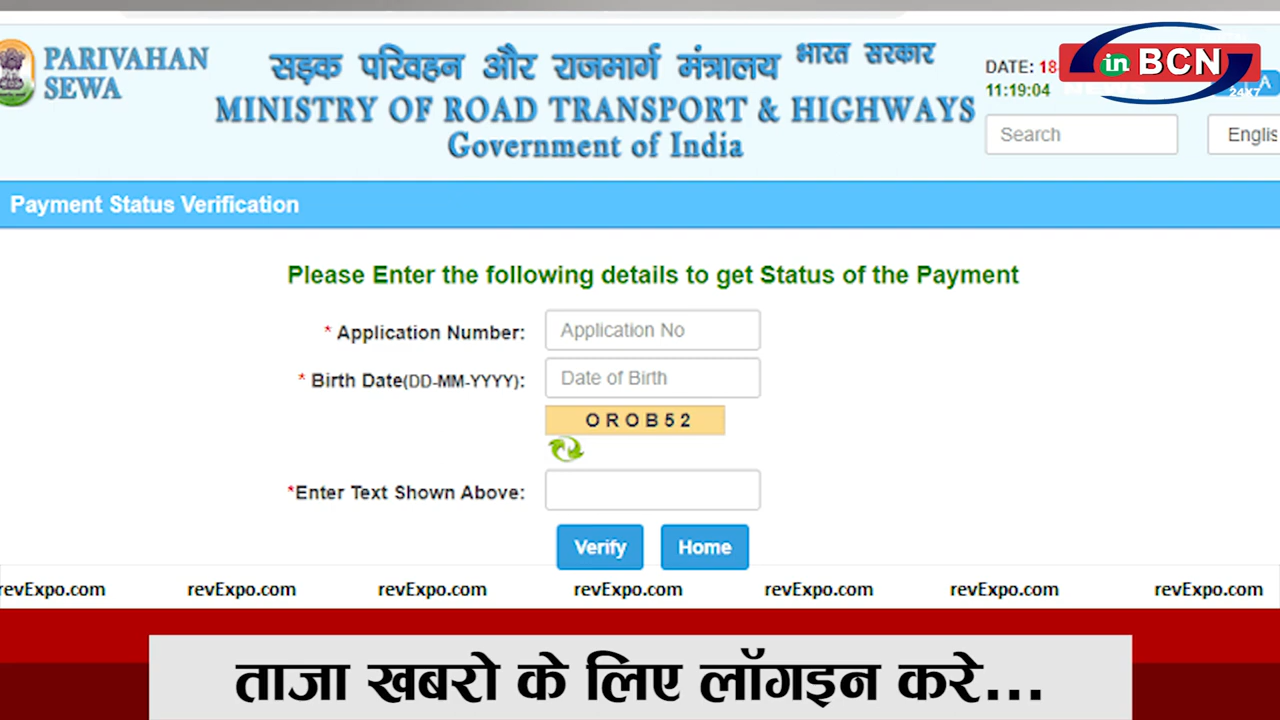 PARIVAHAN
SEWA
सड़क परिवहन और राजमार्ग मंत्रालय भारत सरकार
MINISTRY OF ROAD TRANSPORT & HIGHWAYS
Government of India
DATE: 18
11:19:04
in BCN
NEWS
24X7
A
Search
Englis
Payment Status Verification
Please Enter the following details to get Status of the Payment
* Application Number: Application No
* Birth Date(DD-MM-YYYY): Date of Birth
OROB52
*Enter Text Shown Above:
Verify Home
revExpo.com revExpo.com revExpo.com revExpo.com revExpo.com revExpo.com revExpo.com
ताजा खबरो के लिए लॉगइन करे...